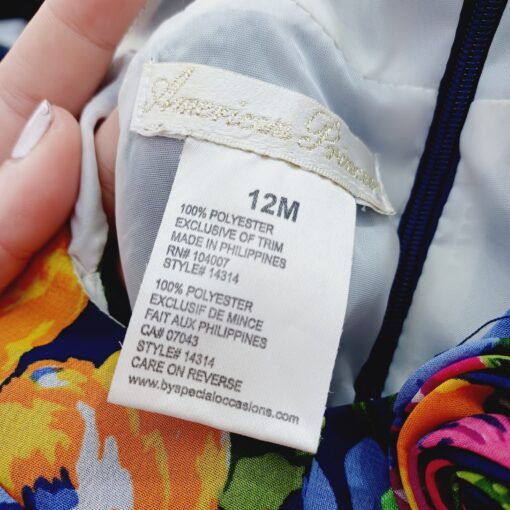 American Princess
12M
100% POLYESTER
EXCLUSIVE OF TRIM
MADE IN PHILIPPINES
RN# 104007
STYLE# 14314
100% POLYESTER
EXCLUSIF DE MINCE
FAIT AUX PHILIPPINES
CA# 07043
STYLE# 14314
CARE ON REVERSE
www.byspecialoccasions.com